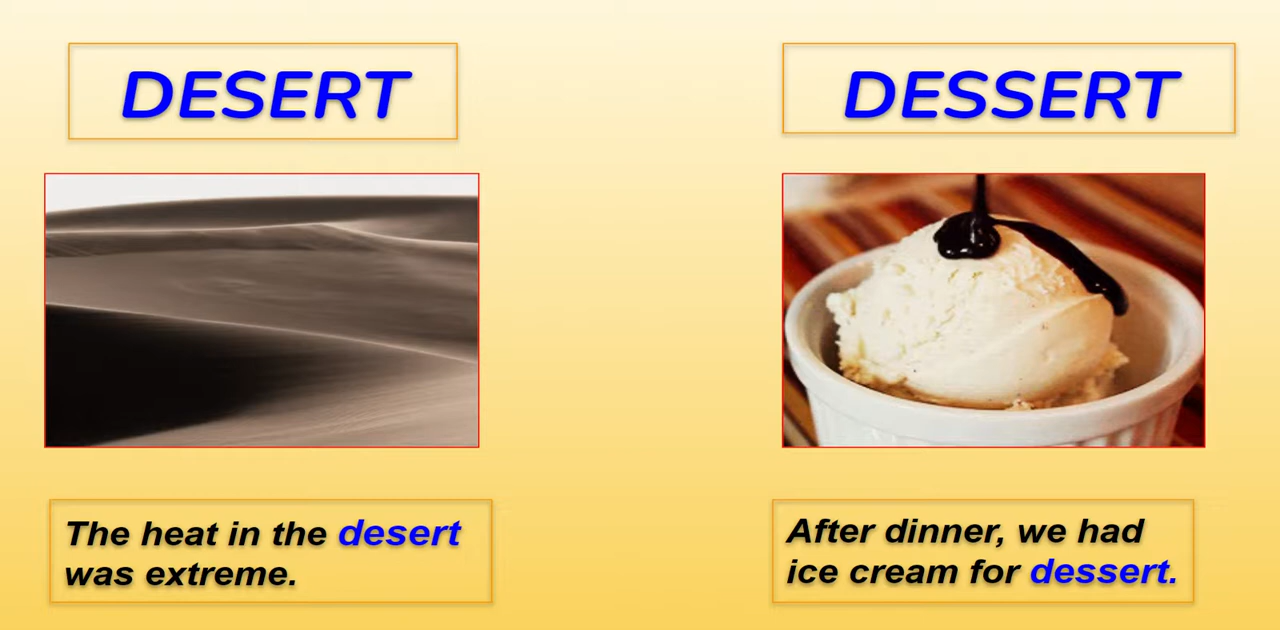 DESERT
DESSERT
The heat in the desert
was extreme.
After dinner, we had
ice cream for dessert.